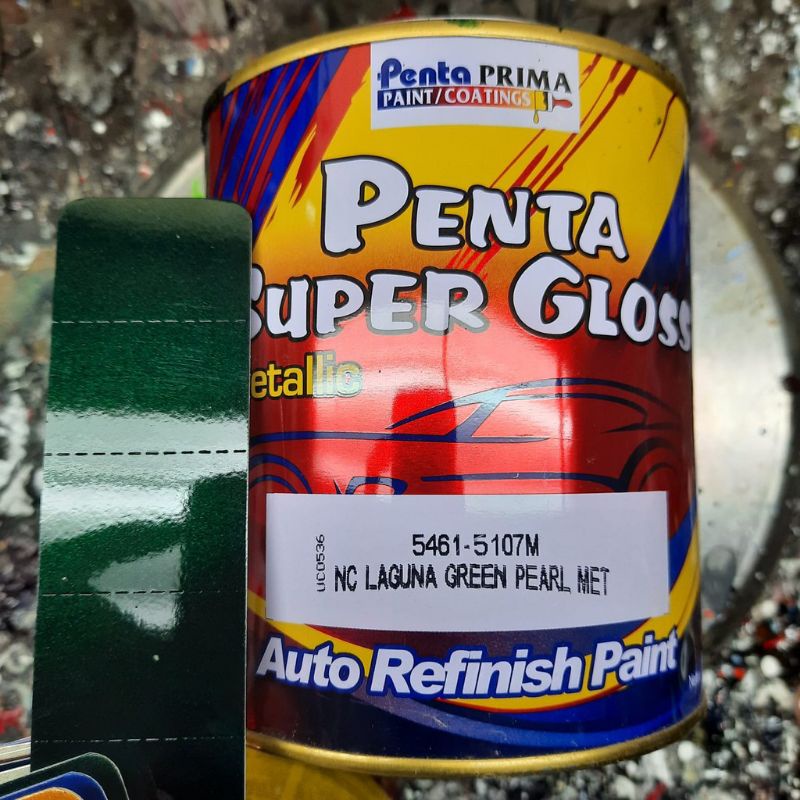 Penta PRIMA
PAINT/COATINGS
PENTA
SUPER GLOSS
etallic
5461-5107M
UC0536
NC LAGUNA GREEN PEARL MET
Auto Refinish Paint